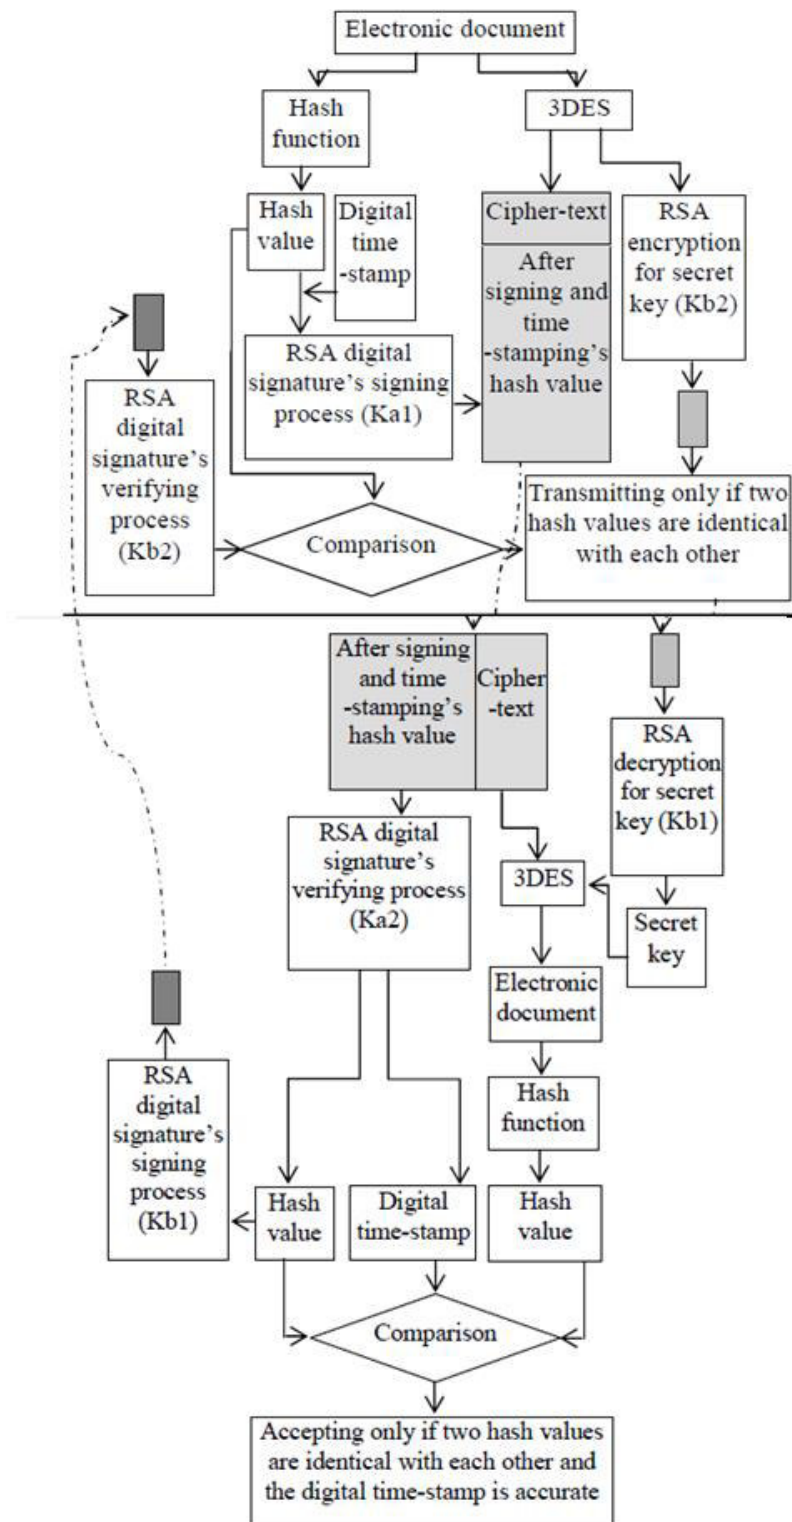 Electronic document
Hash
function
3DES
Hash
value
Digital
time
-stamp
Cipher-text
After
signing and
time
-stamping's
hash value
RSA
encryption
for secret
key (Kb2)
RSA digital
signature's signing
process (Ka1)
RSA
digital
signature's
verifying
process
(Kb2)
Comparison
Transmitting only if two
hash values are identical
with each other
After signing
and time
-stamping's
hash value
Cipher
-text
RSA
decryption
for secret
key (Kb1)
RSA digital
signature's
verifying process
(Ka2)
3DES
Secret
key
Electronic
document
RSA
digital
signature's
signing
process
(Kb1)
Hash
function
Hash
value
Digital
time-stamp
Hash
value
Comparison
Accepting only if two hash values
are identical with each other and
the digital time-stamp is accurate